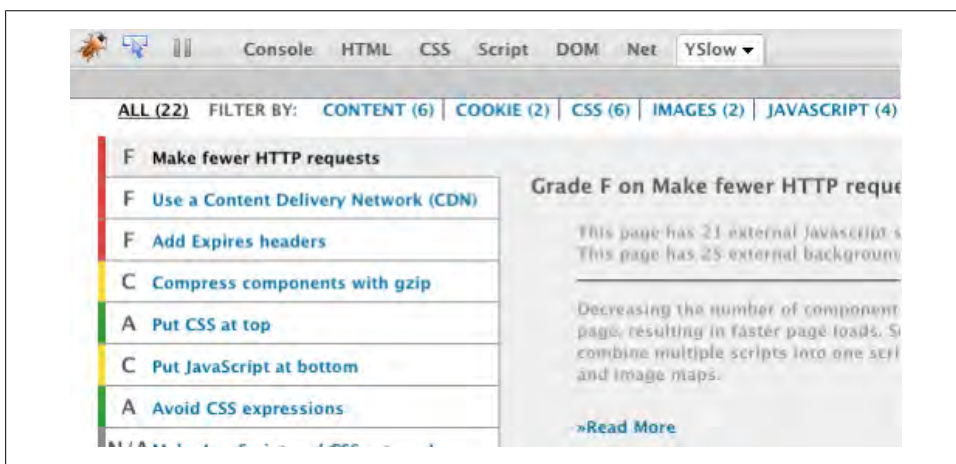 Console HTML CSS Script DOM Net YSlow
ALL (22) FILTER BY: CONTENT (6) | COOKIE (2) | CSS (6) | IMAGES (2) | JAVASCRIPT (4)
F Make fewer HTTP requests
F Use a Content Delivery Network (CDN)
F Add Expires headers
C Compress components with gzip
A Put CSS at top
C Put JavaScript at bottom
A Avoid CSS expressions
N/A
Grade F on Make fewer HTTP reque
This page has 21 external Javascript s
This page has 25 external backgroun
Decreasing the number of component
page, resulting in faster page loads. S
combine multiple scripts into one scri
and image maps.
»Read More